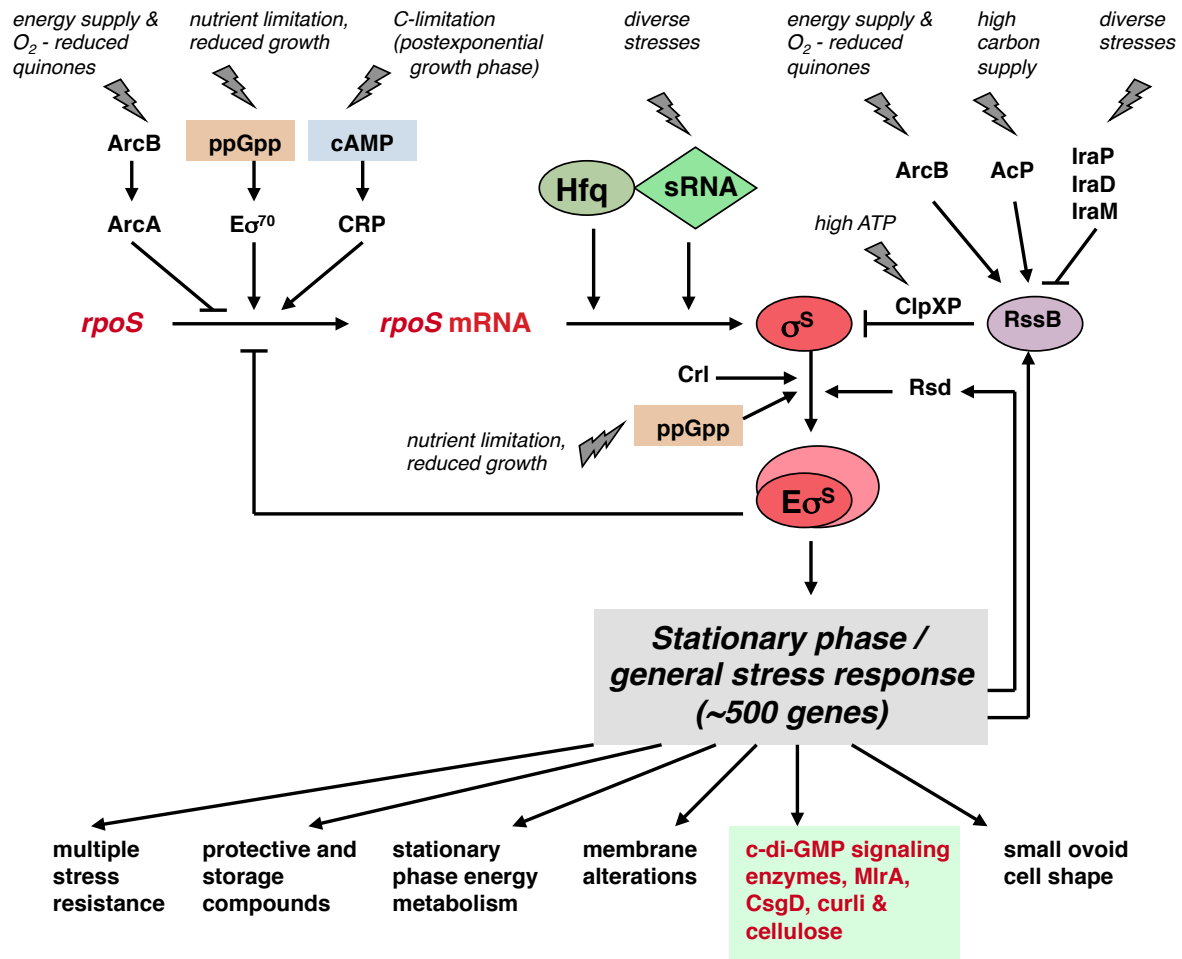 energy supply &
O2 - reduced
quinones
nutrient limitation,
reduced growth
C-limitation
(postexponential
growth phase)
diverse
stresses
energy supply &
O2 - reduced
quinones
high
carbon
supply
diverse
stresses
ArcB
ppGpp
cAMP
Hfq
sRNA
ArcB
AcP
IraP
IraD
IraM
ArcA
Eσ70
CRP
high ATP
rpoS
rpoS mRNA
σS
ClpXP
RssB
Crl
Rsd
ppGpp
nutrient limitation,
reduced growth
EσS
Stationary phase /
general stress response
(~500 genes)
multiple
stress
resistance
protective and
storage
compounds
stationary
phase energy
metabolism
membrane
alterations
c-di-GMP signaling
enzymes, MlrA,
CsgD, curli &
cellulose
small ovoid
cell shape